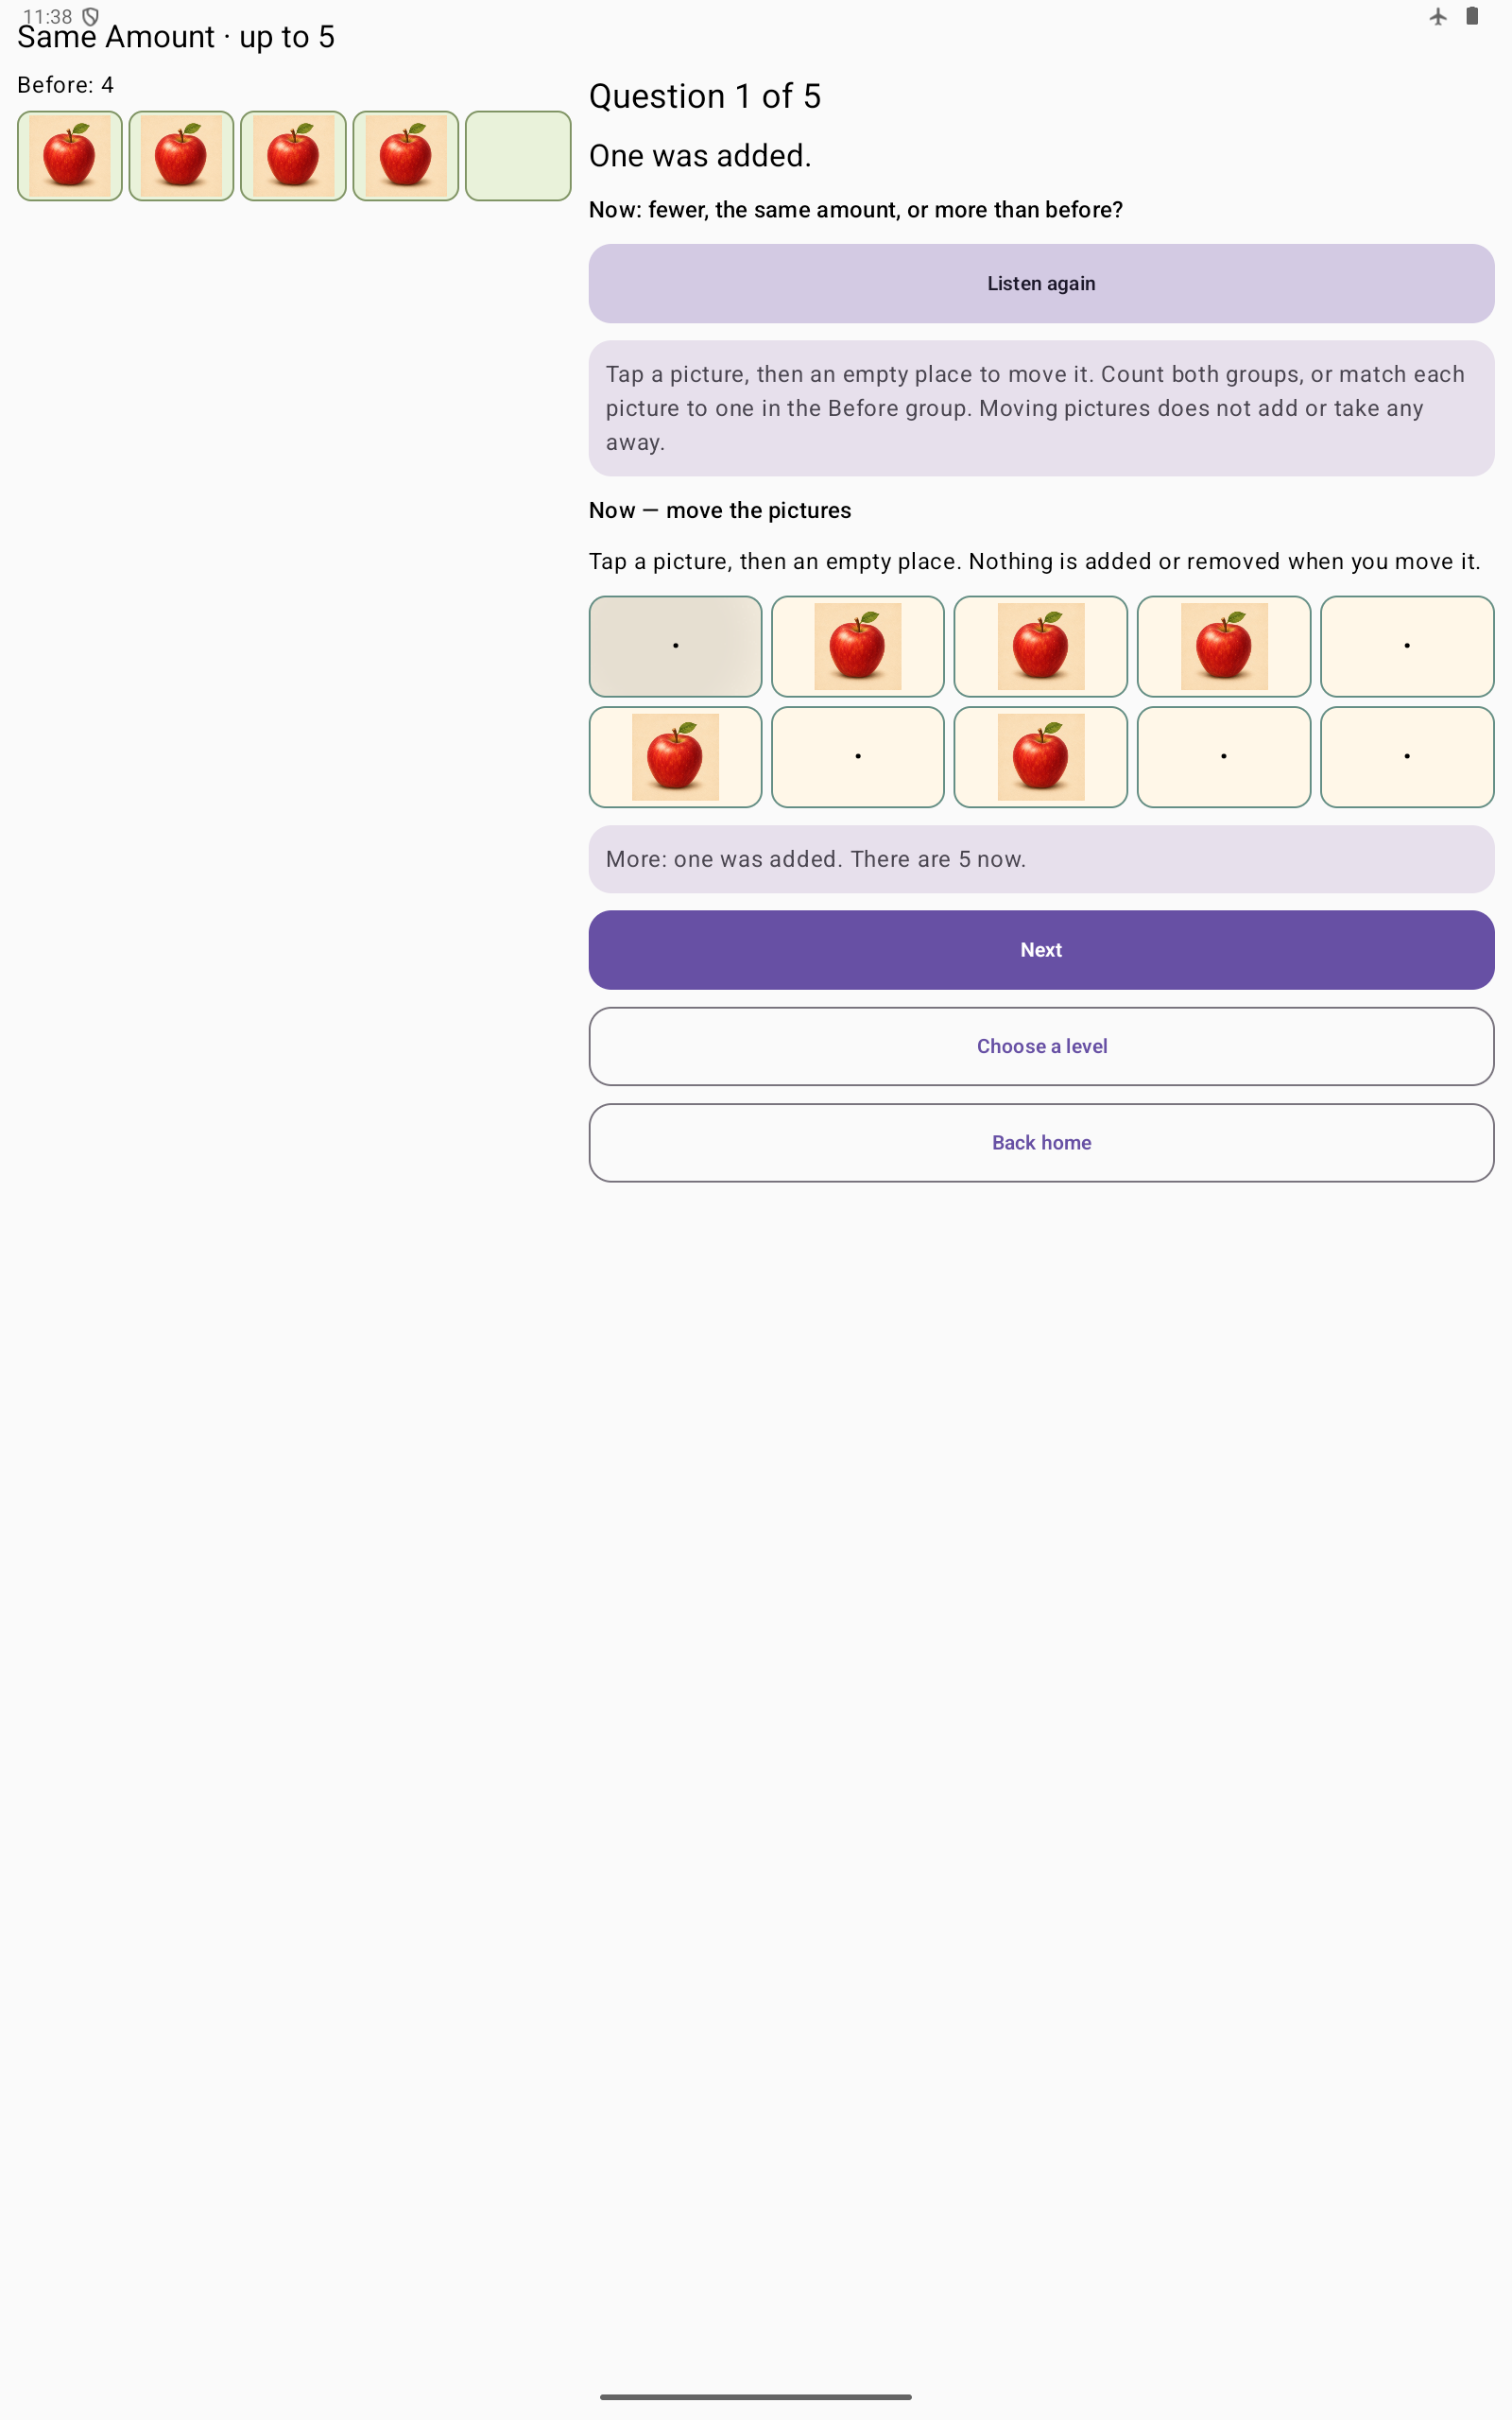 11:38
Same Amount · up to 5
Before: 4
Question 1 of 5
One was added.
Now: fewer, the same amount, or more than before?
Listen again
Tap a picture, then an empty place to move it. Count both groups, or match each
picture to one in the Before group. Moving pictures does not add or take any
away.
Now — move the pictures
Tap a picture, then an empty place. Nothing is added or removed when you move it.
More: one was added. There are 5 now.
Next
Choose a level
Back home